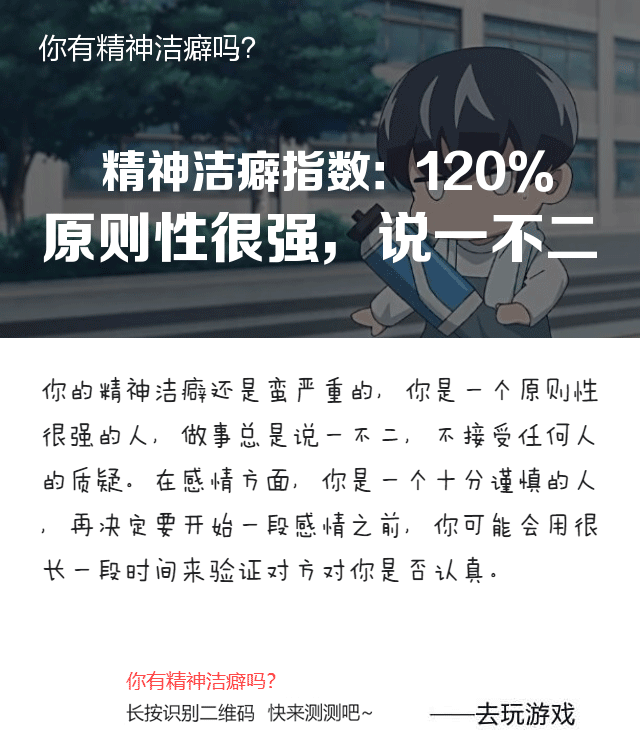 你有精神洁癖吗?
精神洁癖指数: 120%
原则性很强，说一不二
你的精神洁癖还是蛮严重的，你是一个原则性
很强的人，做事总是说一不二，不接受任何人
的质疑。在感情方面，你是一个十分谨慎的人
，再决定要开始一段感情之前，你可能会用很
长一段时间来验证对方对你是否认真。
你有精神洁癖吗?
长按识别二维码 快来测测吧~
——去玩游戏